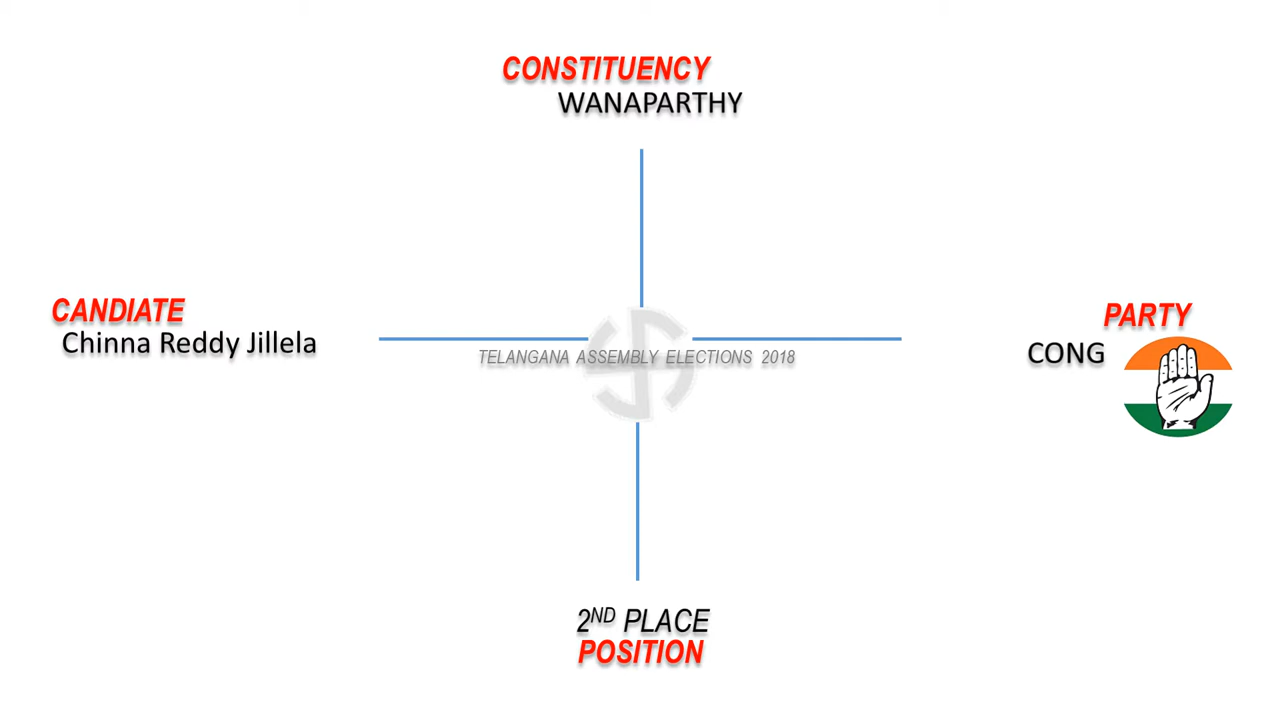 CONSTITUENCY
WANAPARTHY
CANDIATE
Chinna Reddy Jillela
PARTY
CONG
TELANGANA ASSEMBLY ELECTIONS 2018
2ND PLACE
POSITION